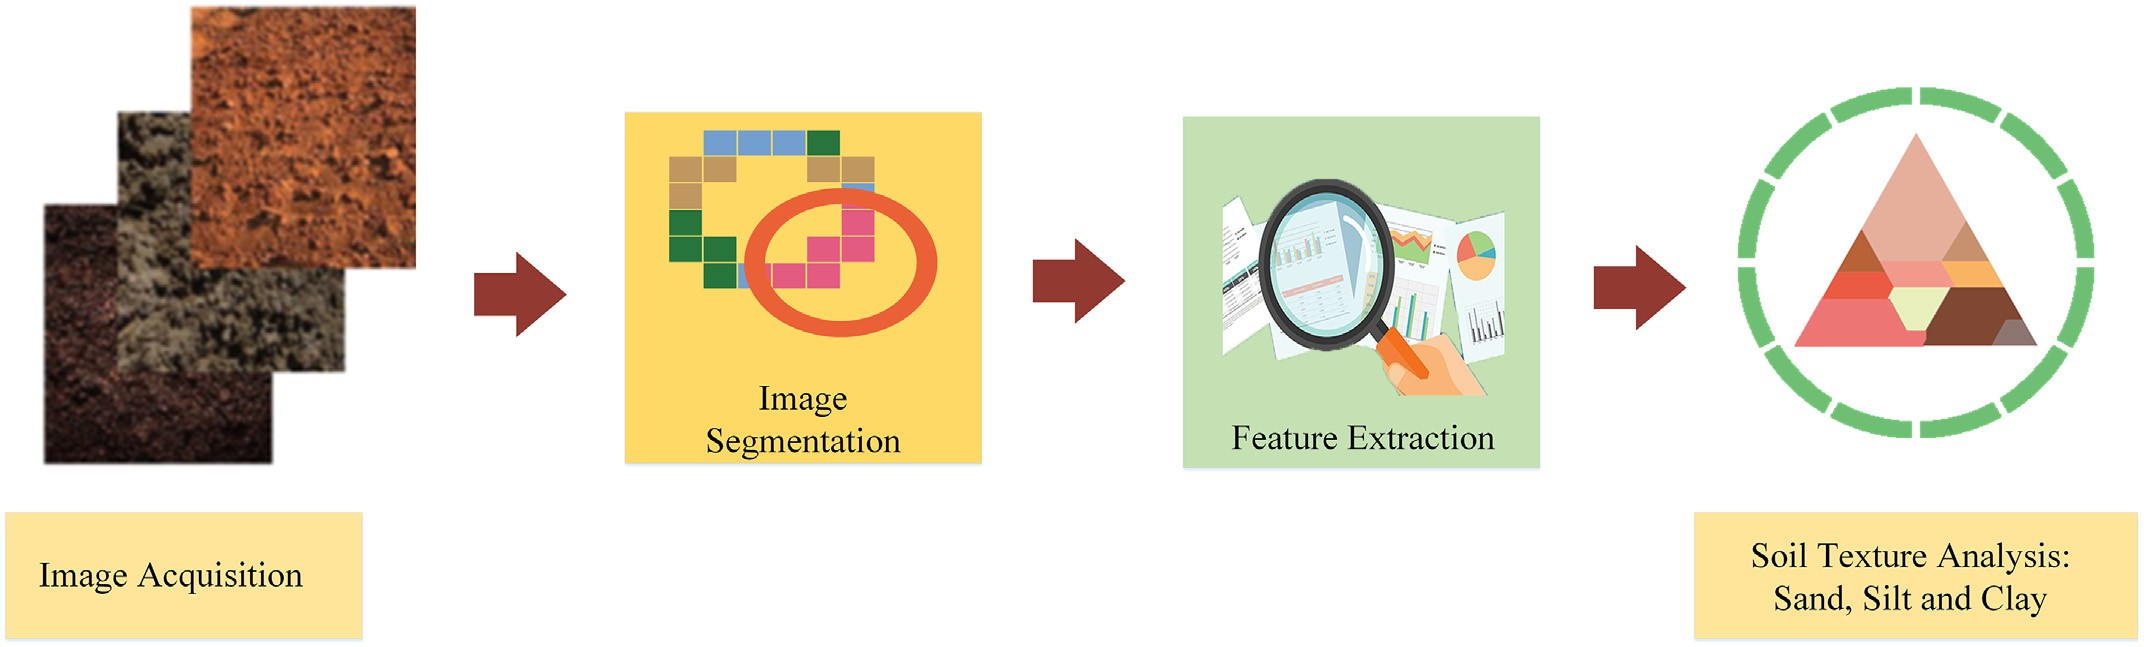 Image Acquisition
Image
Segmentation
Feature Extraction
Soil Texture Analysis:
Sand, Silt and Clay